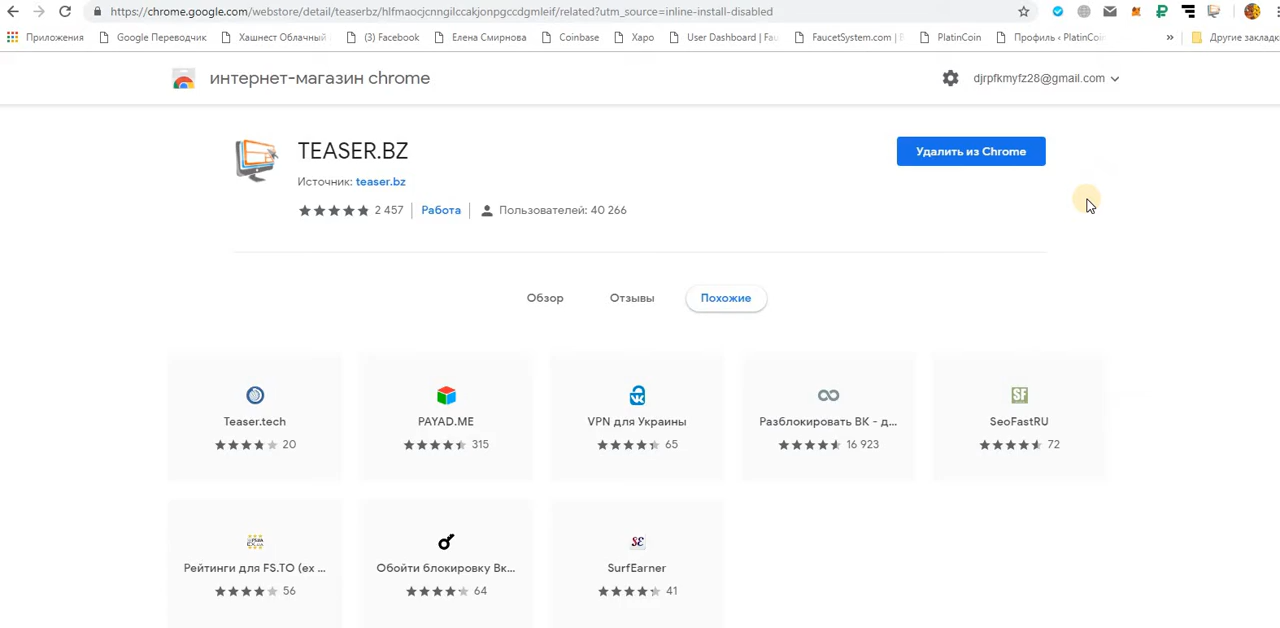 https://chrome.google.com/webstore/detail/teaserbz/hlfmaocjcnngilccakjonpgccdgmleif/related?utm_source=inline-install-disabled
Приложения Google Переводчик Хашнест Облачный (3) Facebook Елена Смирнова Coinbase Харо User Dashboard | Fau FaucetSystem.com | PlatinCoin Профиль ‹ PlatinCoin » Другие закладки
интернет-магазин chrome djrpfkmyfz28@gmail.com
TEASER.BZ
Удалить из Chrome
Источник: teaser.bz
2 457 Работа Пользователей: 40 266
Обзор Отзывы Похожие
Teaser.tech PAYAD.ME VPN для Украины Разблокировать ВК - д... SeoFastRU
20 315 65 16 923 72
Рейтинги для FS.TO (ex ... Обойти блокировку Вк... SurfEarner
56 64 41